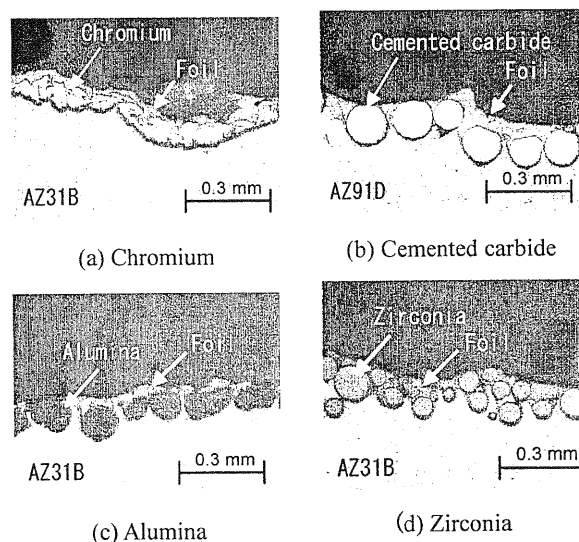 Chromium
Foil
AZ31B
0.3 mm
(a) Chromium
Cemented carbide
Foil
AZ91D
0.3 mm
(b) Cemented carbide
Alumina
Foil
AZ31B
0.3 mm
(c) Alumina
Zirconia
Foil
AZ31B
0.3 mm
(d) Zirconia